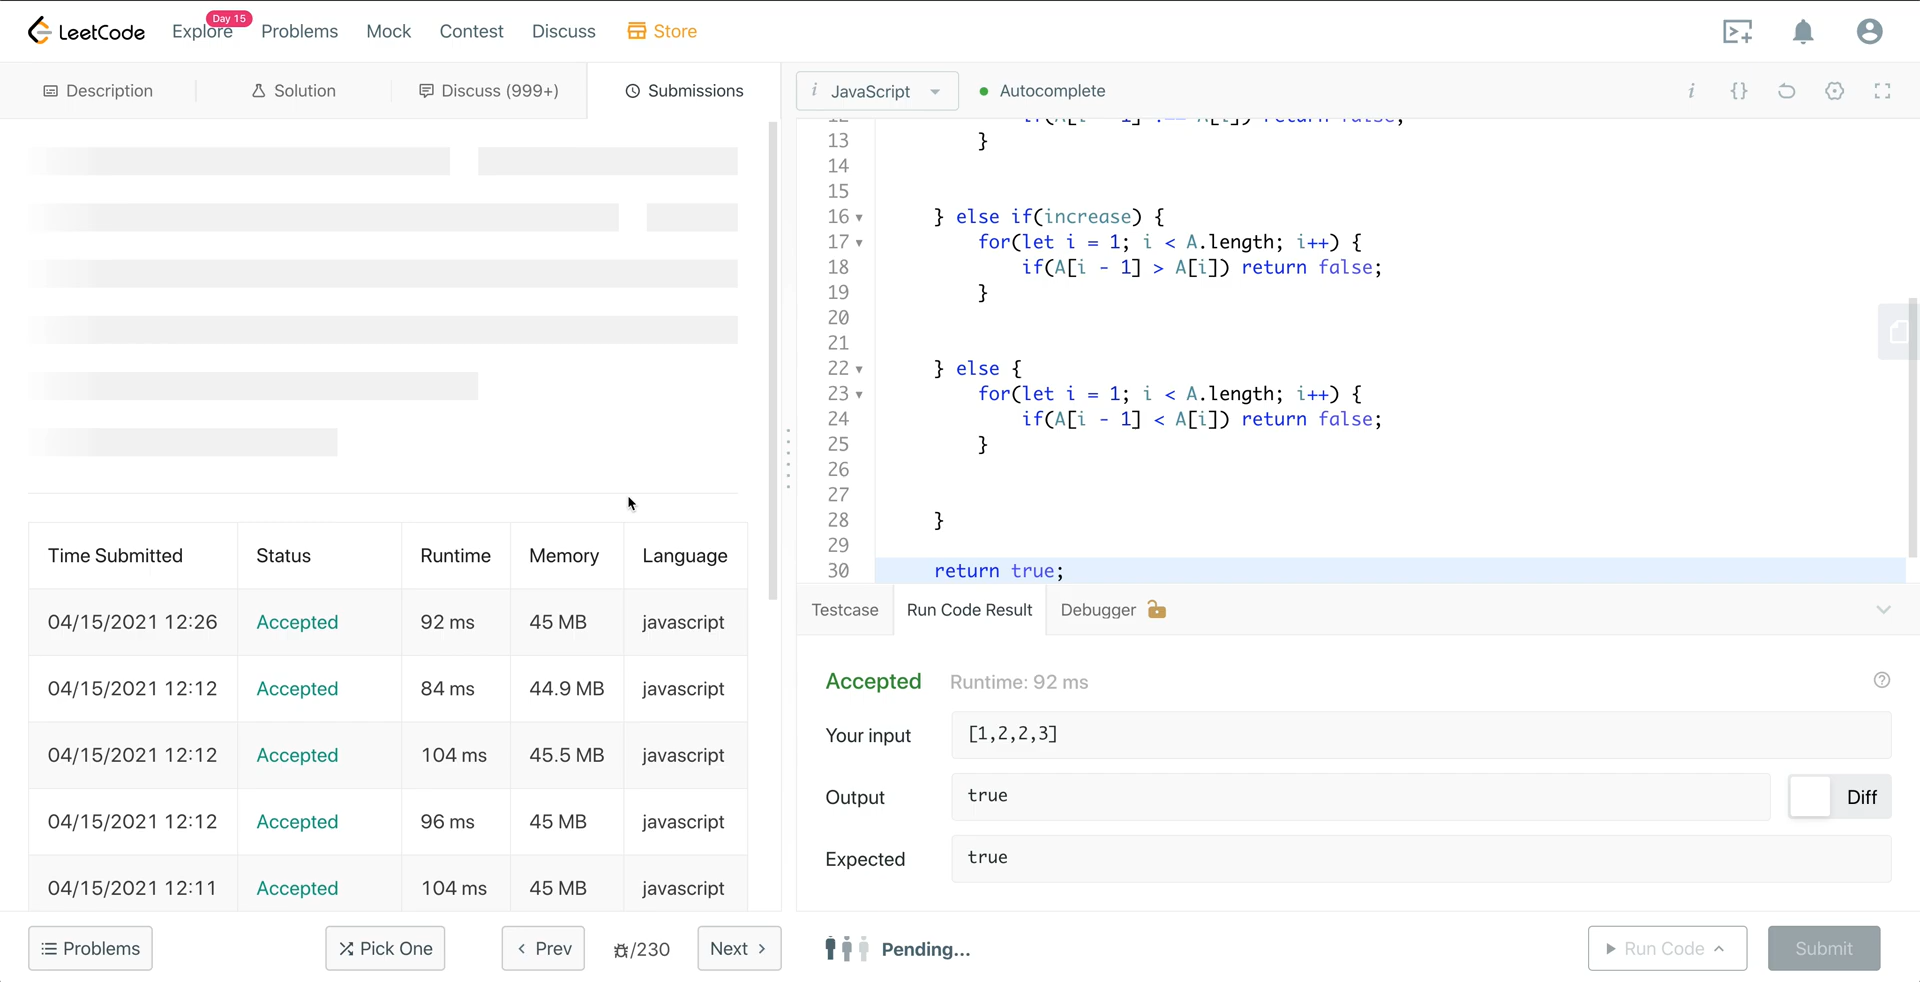 LeetCode Explore Day 15 Problems Mock Contest Discuss Store
Description Solution Discuss (999+) Submissions
Time Submitted Status Runtime Memory Language
04/15/2021 12:26 Accepted 92 ms 45 MB javascript
04/15/2021 12:12 Accepted 84 ms 44.9 MB javascript
04/15/2021 12:12 Accepted 104 ms 45.5 MB javascript
04/15/2021 12:12 Accepted 96 ms 45 MB javascript
04/15/2021 12:11 Accepted 104 ms 45 MB javascript
Problems Pick One Prev /230 Next
i JavaScript Autocomplete i {}
13 }
14
15
16 } else if(increase) {
17 for(let i = 1; i < A.length; i++) {
18 if(A[i - 1] > A[i]) return false;
19 }
20
21
22 } else {
23 for(let i = 1; i < A.length; i++) {
24 if(A[i - 1] < A[i]) return false;
25 }
26
27
28 }
29
30 return true;
Testcase Run Code Result Debugger
Accepted Runtime: 92 ms
Your input [1,2,2,3]
Output true Diff
Expected true
Pending... Run Code Submit